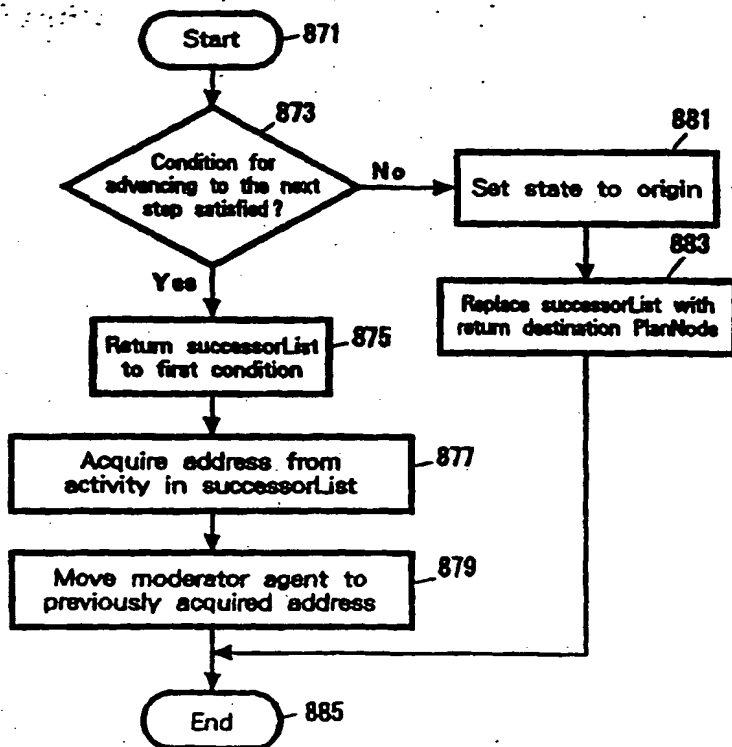 Start
871
873
Condition for
advancing to the next
step satisfied?
No
881
Set state to origin
883
Replace successorList with
return destination PlanNode
Yes
Return successorList
to first condition
875
Acquire address from
activity in successorList
877
Move moderator agent to
previously acquired address
879
End
885